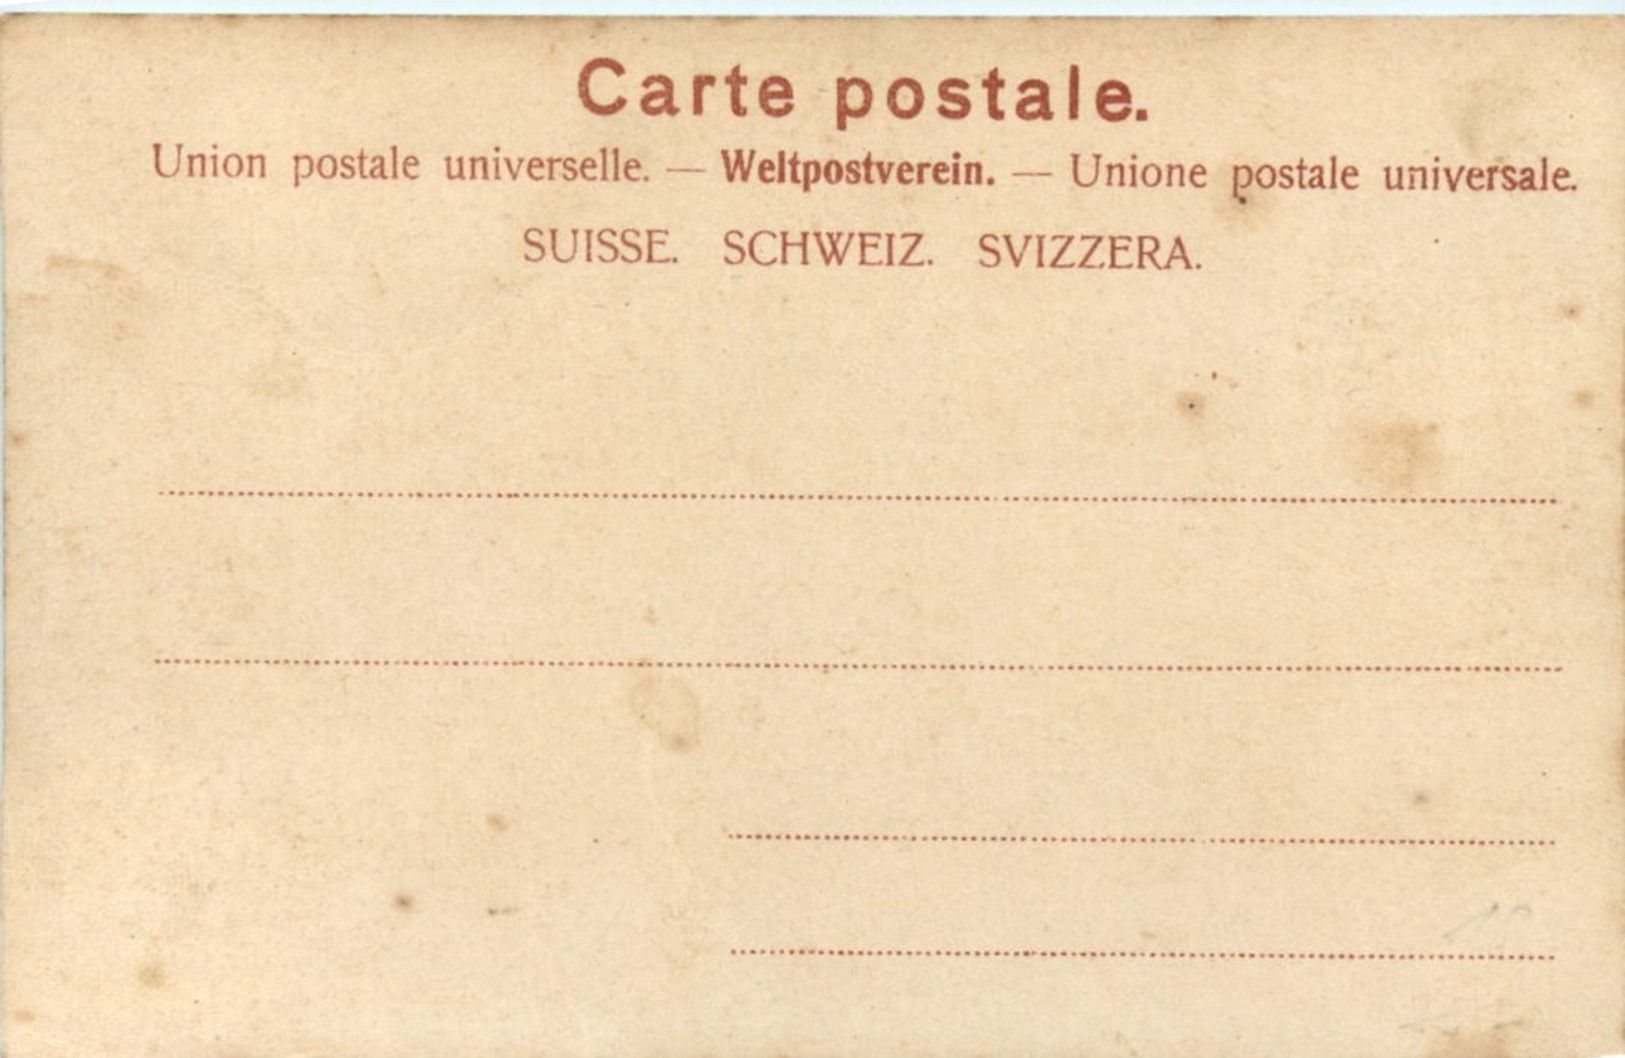 Carte postale.
Union postale universelle. — Weltpostverein. — Unione postale universale.
SUISSE. SCHWEIZ. SVIZZERA.